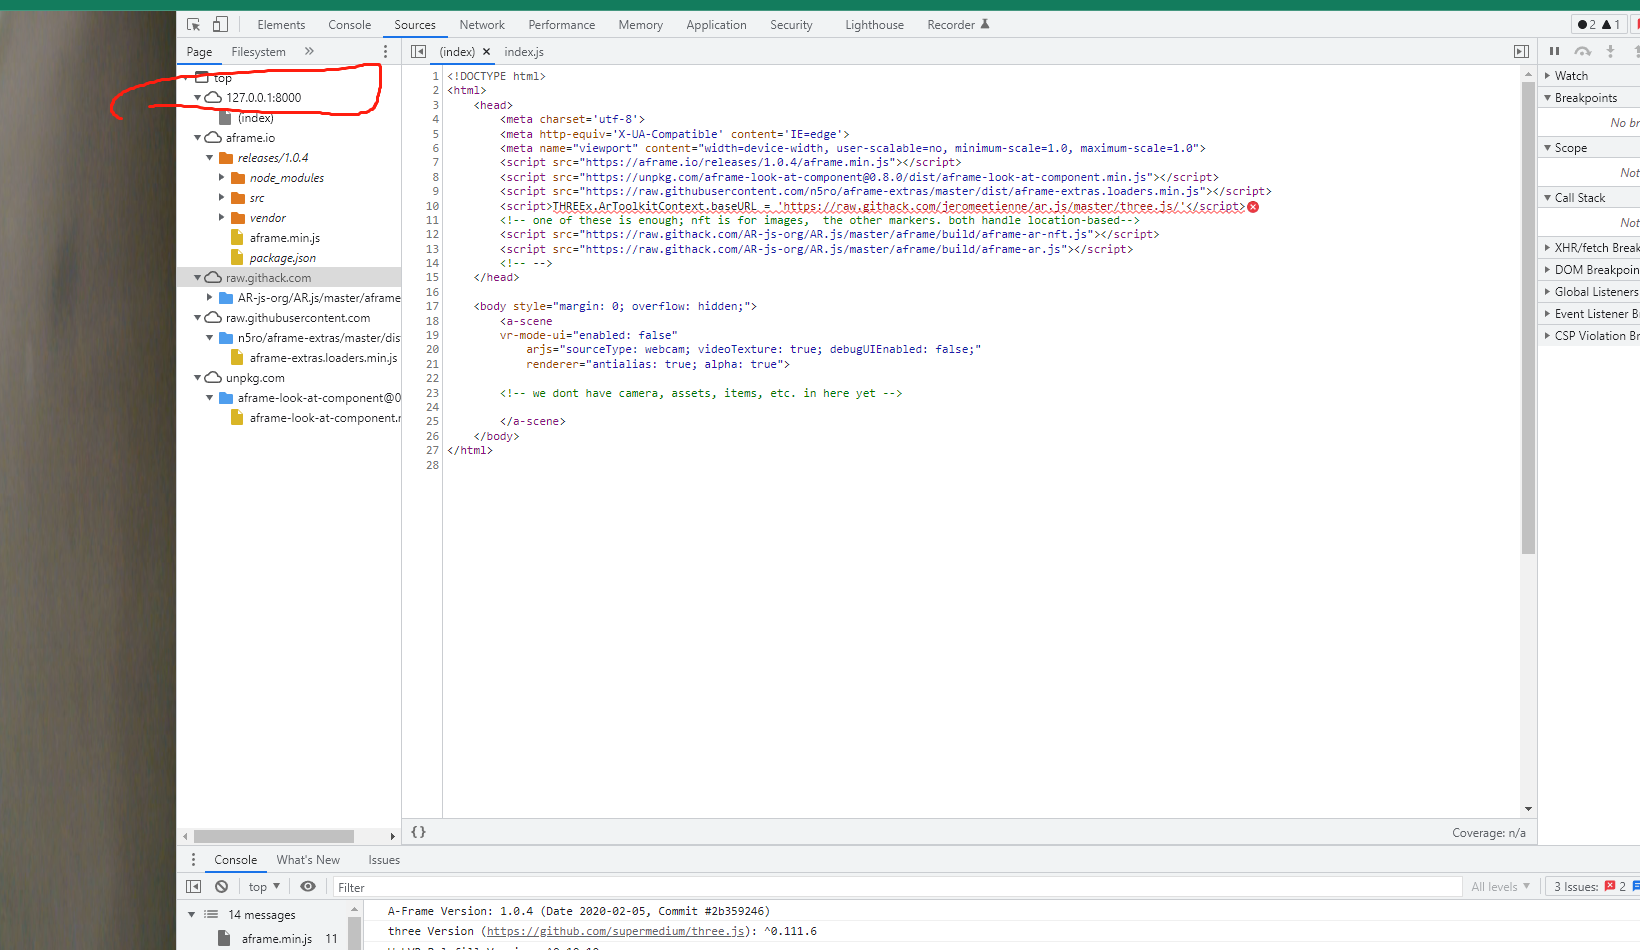 Elements Console Sources Network Performance Memory Application Security Lighthouse Recorder 2 1
Page Filesystem » (index) × index.js
top
127.0.0.1:8000
(index)
aframe.io
releases/1.0.4
node_modules
src
vendor
aframe.min.js
package.json
raw.githack.com
AR-js-org/AR.js/master/aframe
raw.githubusercontent.com
n5ro/aframe-extras/master/dis
aframe-extras.loaders.min.js
unpkg.com
aframe-look-at-component@0
aframe-look-at-component.
1 <!DOCTYPE html>
2 <html>
3 <head>
4 <meta charset='utf-8'>
5 <meta http-equiv='X-UA-Compatible' content='IE=edge'>
6 <meta name="viewport" content="width=device-width, user-scalable=no, minimum-scale=1.0, maximum-scale=1.0">
7 <script src="https://aframe.io/releases/1.0.4/aframe.min.js"></script>
8 <script src="https://unpkg.com/aframe-look-at-component@0.8.0/dist/aframe-look-at-component.min.js"></script>
9 <script src="https://raw.githubusercontent.com/n5ro/aframe-extras/master/dist/aframe-extras.loaders.min.js"></script>
10 <script>THREEx.ArToolkitContext.baseURL = 'https://raw.githack.com/jeromeetienne/ar.js/master/three.js/'</script>
11 <!-- one of these is enough; nft is for images,  the other markers. both handle location-based-->
12 <script src="https://raw.githack.com/AR-js-org/AR.js/master/aframe/build/aframe-ar-nft.js"></script>
13 <script src="https://raw.githack.com/AR-js-org/AR.js/master/aframe/build/aframe-ar.js"></script>
14 <!-- -->
15 </head>
16
17 <body style="margin: 0; overflow: hidden;">
18 <a-scene
19 vr-mode-ui="enabled: false"
20 arjs="sourceType: webcam; videoTexture: true; debugUIEnabled: false;"
21 renderer="antialias: true; alpha: true">
22
23 <!-- we dont have camera, assets, items, etc. in here yet -->
24
25 </a-scene>
26 </body>
27 </html>
28
Watch
Breakpoints
No br
Scope
Not
Call Stack
Not
XHR/fetch Break
DOM Breakpoin
Global Listeners
Event Listener B
CSP Violation Br
{} Coverage: n/a
Console What's New Issues
top Filter All levels 3 Issues: 2
14 messages
aframe.min.js 11
A-Frame Version: 1.0.4 (Date 2020-02-05, Commit #2b359246)
three Version (https://github.com/supermedium/three.js): ^0.111.6